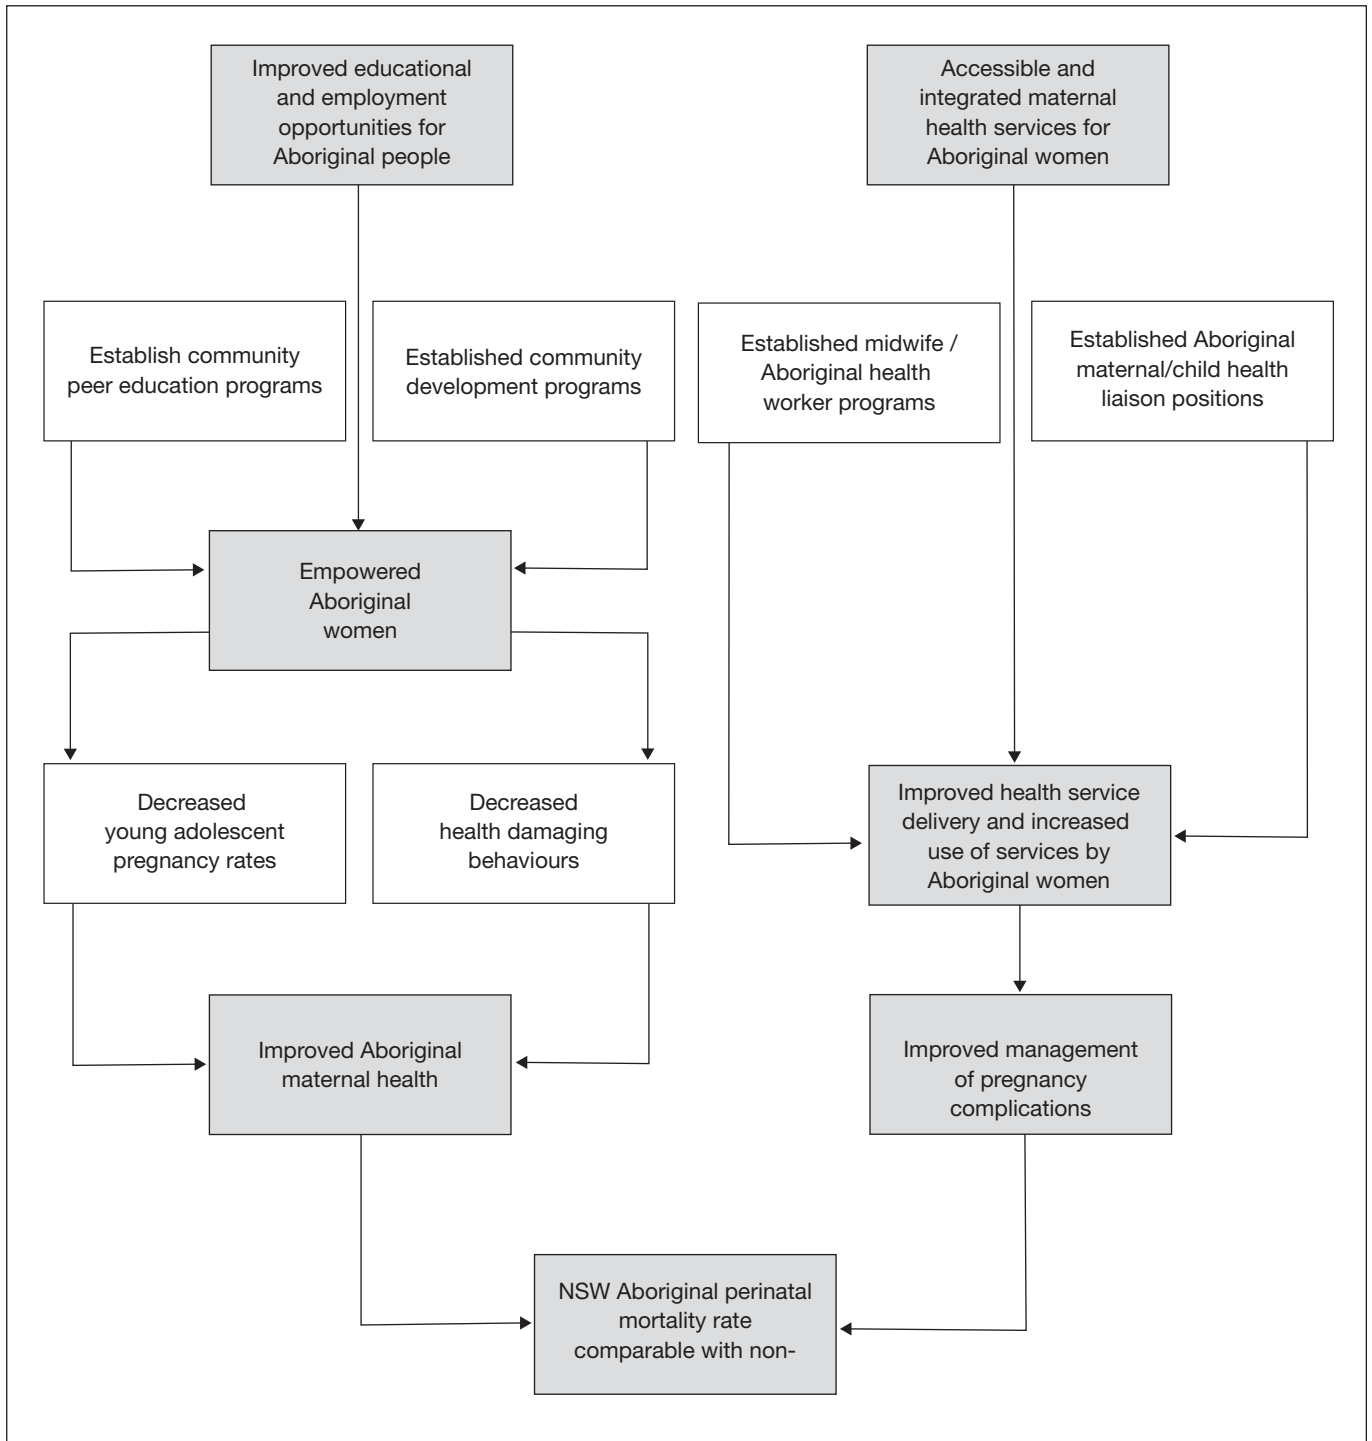 Improved educational
and employment
opportunities for
Aboriginal people
Accessible and
integrated maternal
health services for
Aboriginal women
Establish community
peer education programs
Established community
development programs
Established midwife /
Aboriginal health
worker programs
Established Aboriginal
maternal/child health
liaison positions
Empowered
Aboriginal
women
Decreased
young adolescent
pregnancy rates
Decreased
health damaging
behaviours
Improved health service
delivery and increased
use of services by
Aboriginal women
Improved Aboriginal
maternal health
Improved management
of pregnancy
complications
NSW Aboriginal perinatal
mortality rate
comparable with non-